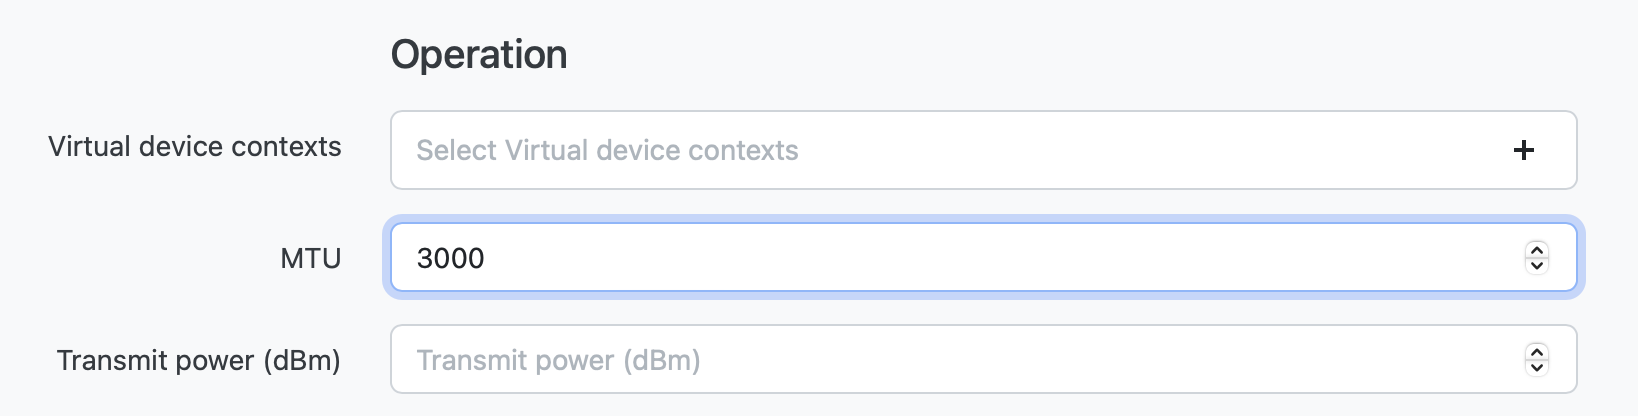 Operation
Virtual device contexts
Select Virtual device contexts
MTU
3000
Transmit power (dBm)
Transmit power (dBm)